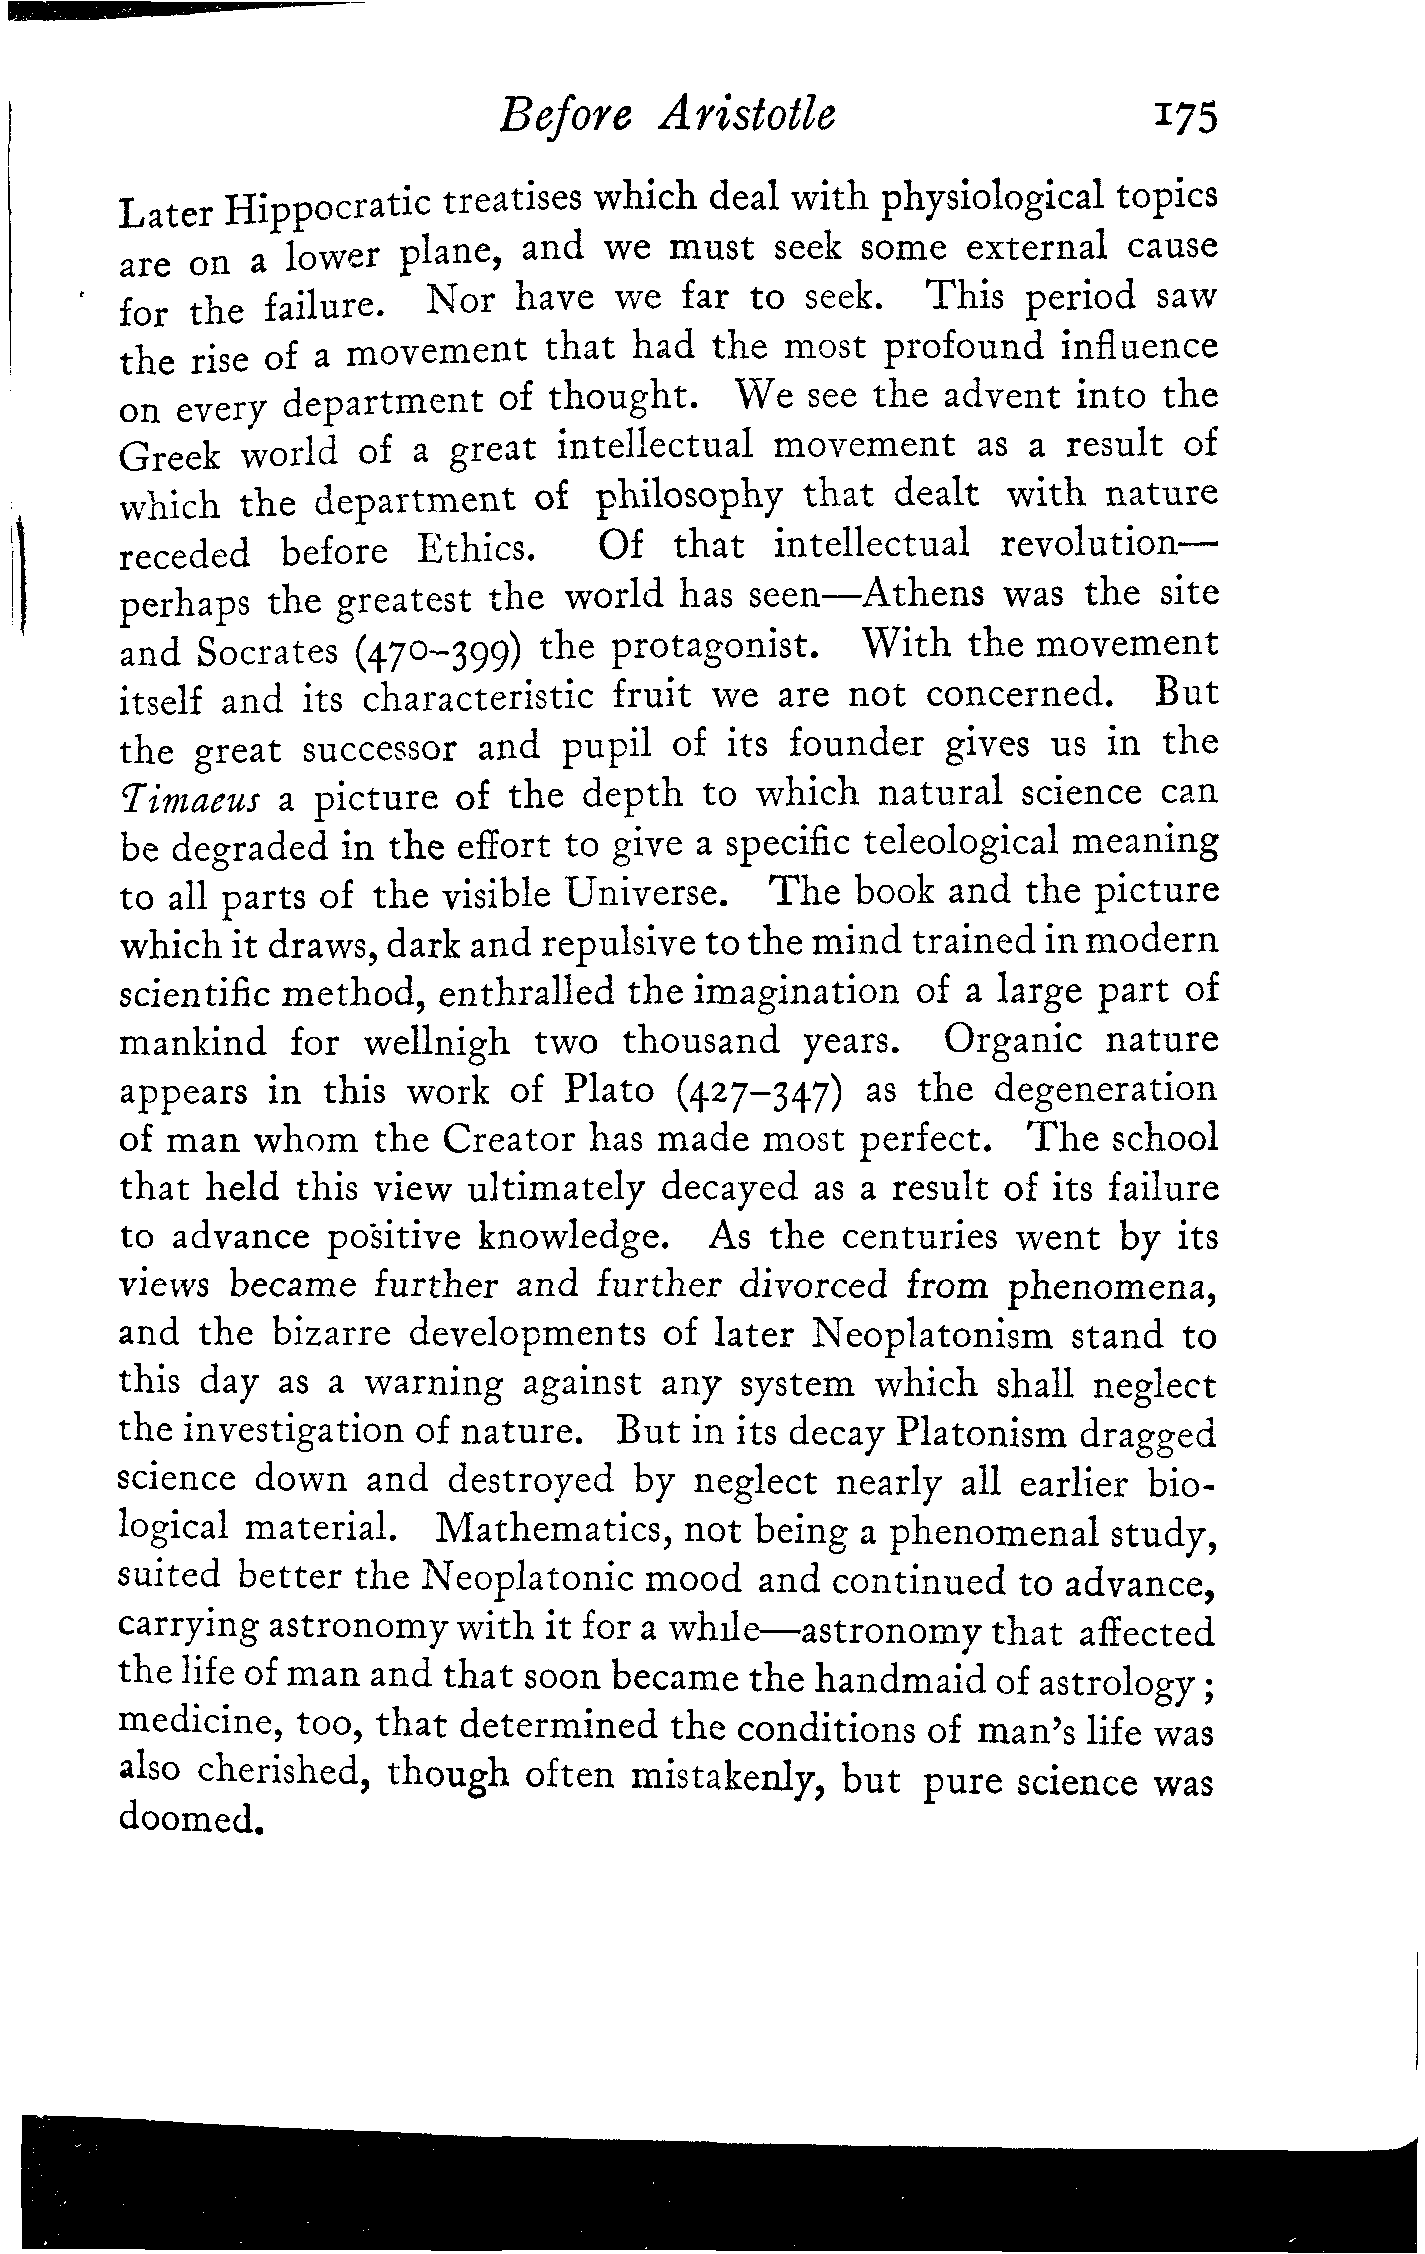 Before Aristotle 175
Later Hippocratic treatises which deal with physiological topics
are on a lower plane, and we must seek some external cause
for the failure. Nor have we far to seek. This period saw
the rise of a movement that had the most profound influence
on every department of thought. We see the advent into the
Greek world of a great intellectual movement as a result of
which the department of philosophy that dealt with nature
receded before Ethics. Of that intellectual revolution—
perhaps the greatest the world has seen—Athens was the site
and Socrates (470–399) the protagonist. With the movement
itself and its characteristic fruit we are not concerned. But
the great successor and pupil of its founder gives us in the
Timaeus a picture of the depth to which natural science can
be degraded in the effort to give a specific teleological meaning
to all parts of the visible Universe. The book and the picture
which it draws, dark and repulsive to the mind trained in modern
scientific method, enthralled the imagination of a large part of
mankind for wellnigh two thousand years. Organic nature
appears in this work of Plato (427–347) as the degeneration
of man whom the Creator has made most perfect. The school
that held this view ultimately decayed as a result of its failure
to advance positive knowledge. As the centuries went by its
views became further and further divorced from phenomena,
and the bizarre developments of later Neoplatonism stand to
this day as a warning against any system which shall neglect
the investigation of nature. But in its decay Platonism dragged
science down and destroyed by neglect nearly all earlier bio-
logical material. Mathematics, not being a phenomenal study,
suited better the Neoplatonic mood and continued to advance,
carrying astronomy with it for a while—astronomy that affected
the life of man and that soon became the handmaid of astrology ;
medicine, too, that determined the conditions of man's life was
also cherished, though often mistakenly, but pure science was
doomed.